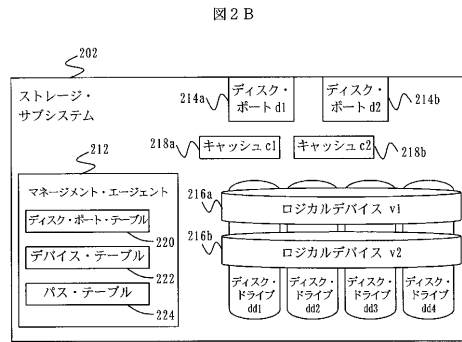 図2B
202
ストレージ・
サブシステム
214a
ディスク・
ポート d1
ディスク・
ポート d2
214b
218a
キャッシュ c1
キャッシュ c2
218b
212
マネージメント・エージェント
ディスク・ポート・テーブル
220
デバイス・テーブル
222
パス・テーブル
224
216a
ロジカルデバイス v1
216b
ロジカルデバイス v2
ディスク・
ドライブ
dd1
ディスク・
ドライブ
dd2
ディスク・
ドライブ
dd3
ディスク・
ドライブ
dd4